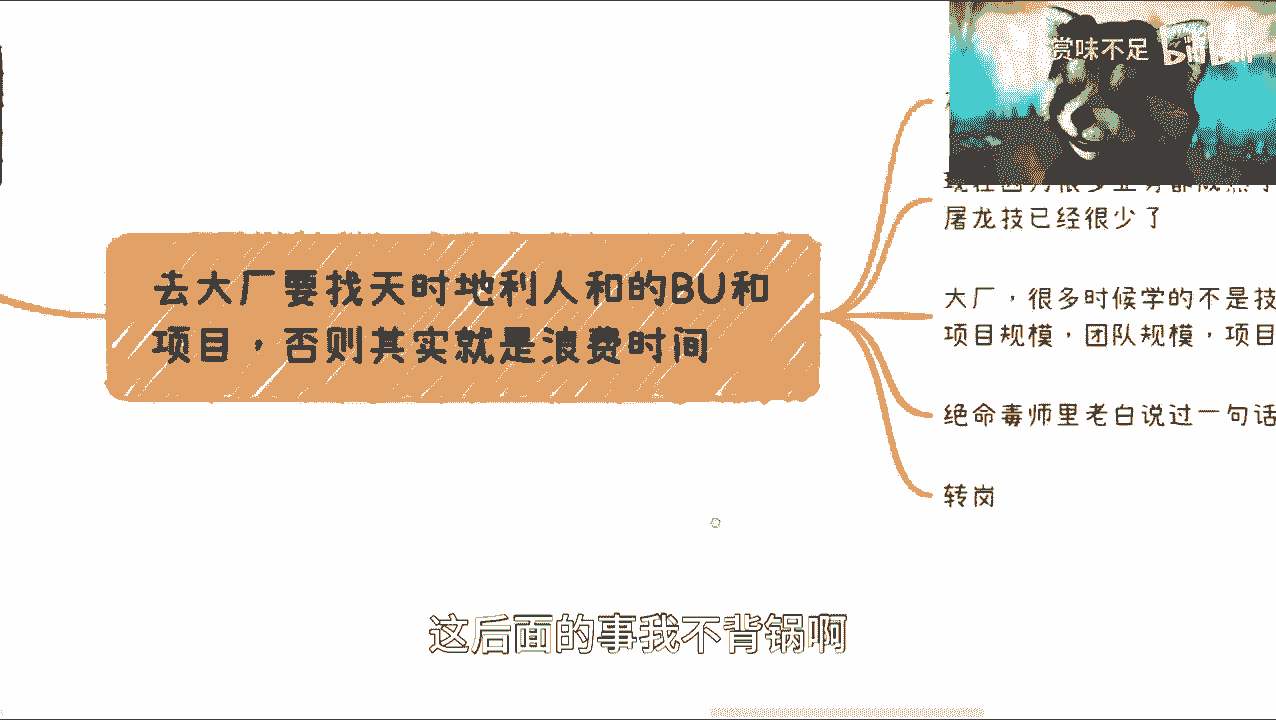 赏味不足
屠龙技已经很少了
去大厂要找天时地利人和的BU和
项目，否则其实就是浪费时间
大厂，很多时候学的不是技
项目规模，团队规模，项目
绝命毒师里老白说过一句话
转岗
这后面的事我不背锅啊